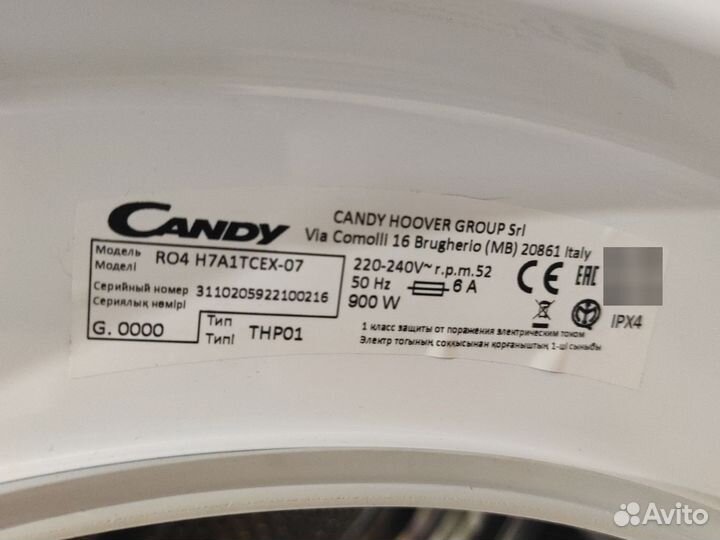 CANDY
CANDY HOOVER GROUP Srl
Via Comolli 16 Brugherio (MB) 20861 Italy
Модель
Моделі
RO4 H7A1TCEX-07
Серийный номер
Сериялық нөмірі
3110205922100216
G. 0000
Тип
Типі
THP01
220-240V~ r.p.m.52
50 Hz 6 A
900 W
CE EAC
IPX4
1 класс защиты от поражения электрическим током
Электр тогының соққысынан қорғаныштың 1-ші сыныбы
Avito